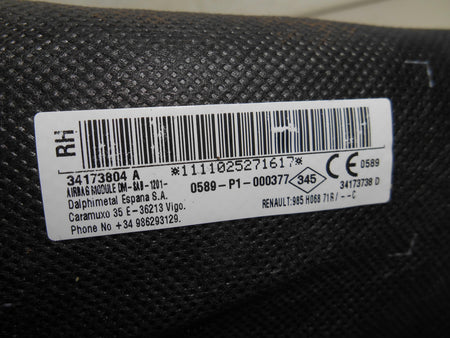 RH
*1111025271617*
34173804 A
AIRBAG MODULE DM-BAB-1201-
0589-P1-000377
345
CE 0589
Dalphimetal Espana S.A.
34173738 D
Caramuxo 35 E-36213 Vigo.
RENAULT:985 H068 71R/--C
Phone No +34 986293129.